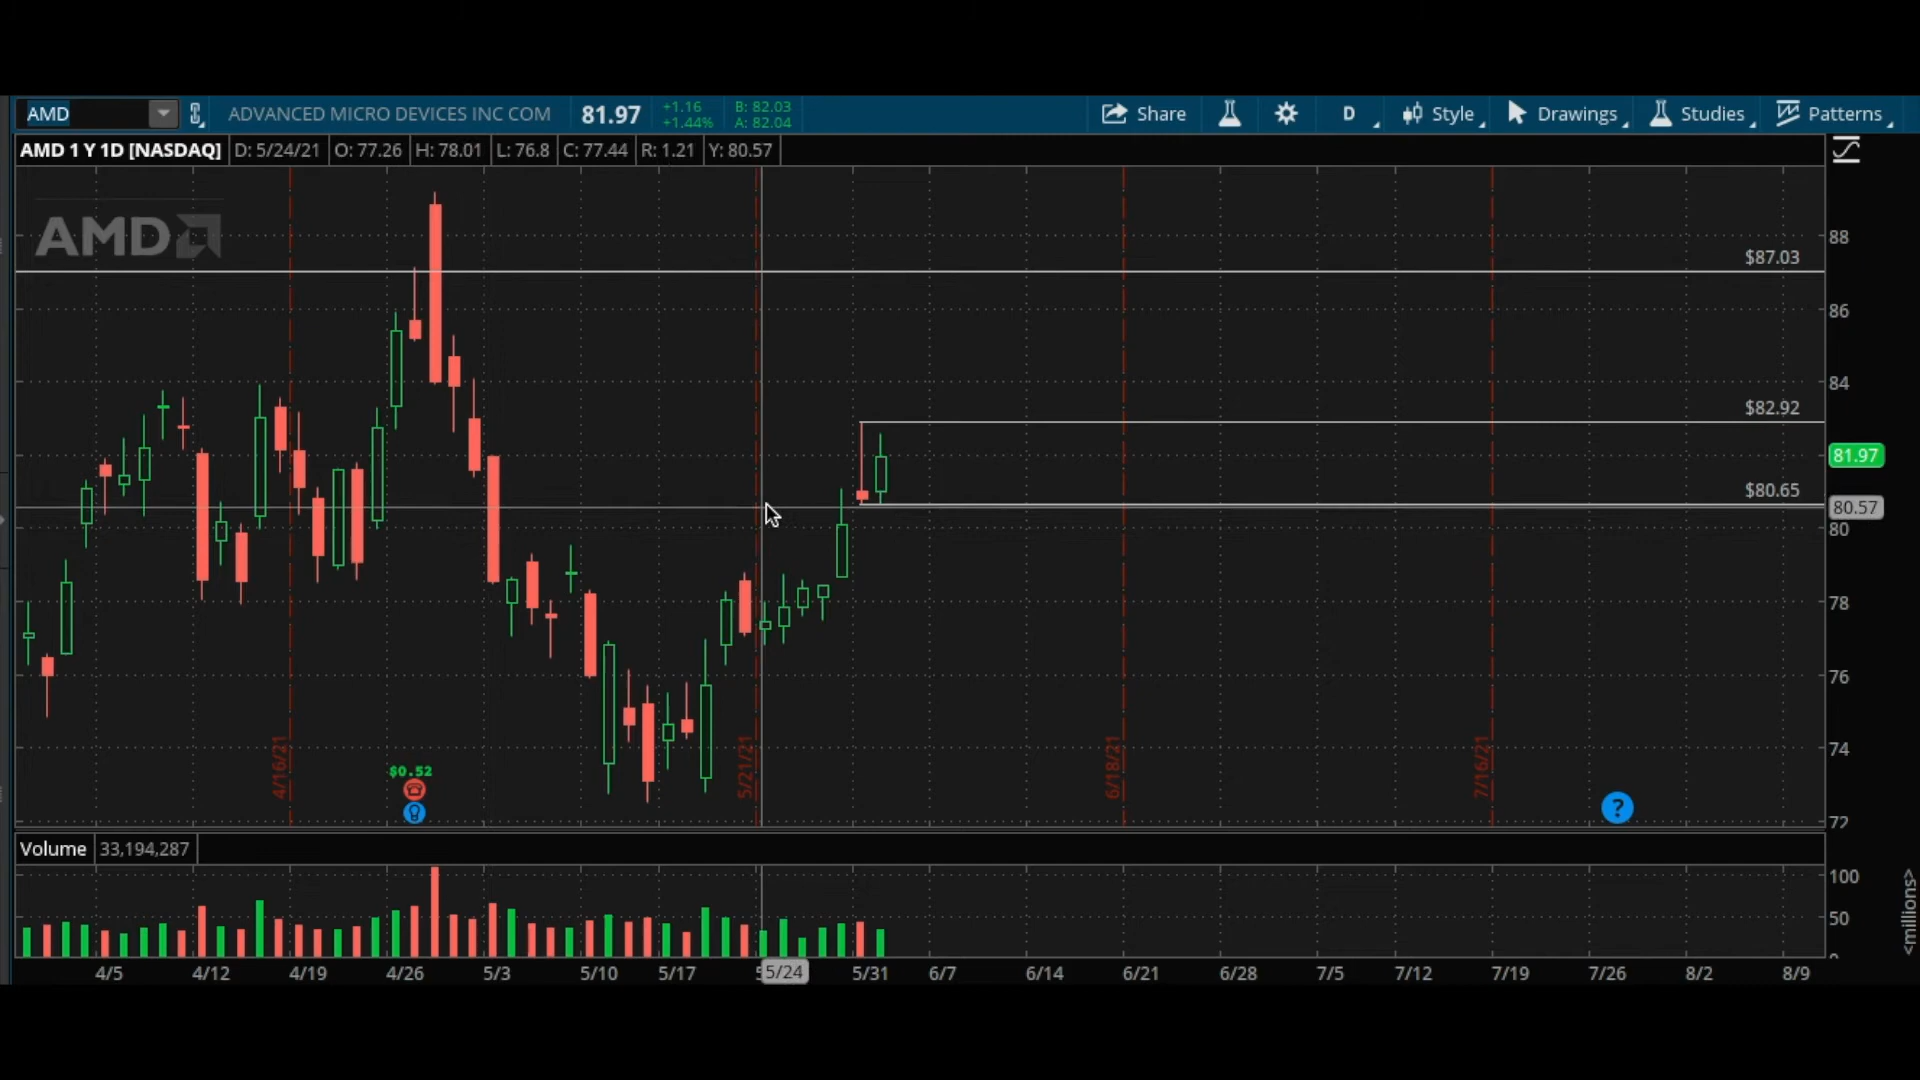 AMD ADVANCED MICRO DEVICES INC COM 81.97 +1.16 B: 82.03 Share D Style Drawings Studies Patterns
+1.44% A: 82.04
AMD 1 Y 1D [NASDAQ] D: 5/24/21 O: 77.26 H: 78.01 L: 76.8 C: 77.44 R: 1.21 Y: 80.57
AMD
88
$87.03
86
84
$82.92
81.97
$80.65
80.57
80
78
76
74
4/16/21 5/21/21 6/18/21 7/16/21
$0.52
?
72
Volume 33,194,287
100
50
<millions>
4/5 4/12 4/19 4/26 5/3 5/10 5/17 5/24 5/31 6/7 6/14 6/21 6/28 7/5 7/12 7/19 7/26 8/2 8/9